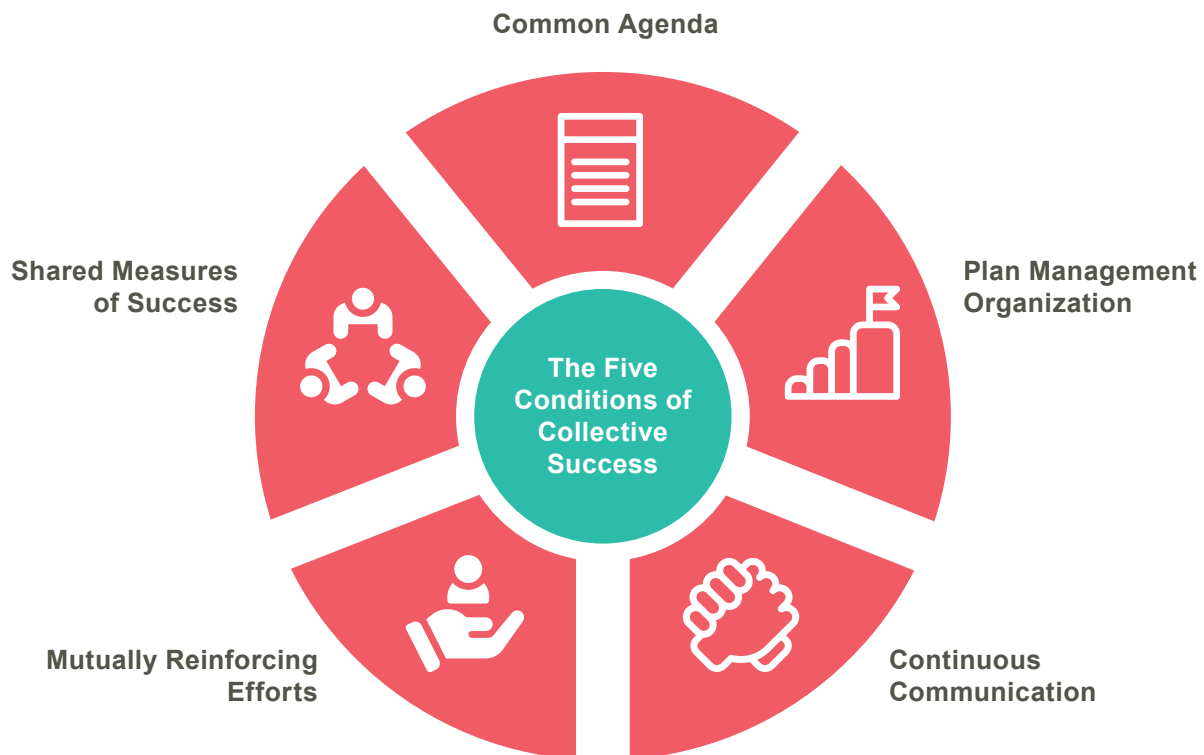 Common Agenda
Shared Measures
of Success
Plan Management
Organization
The Five
Conditions of
Collective
Success
Mutually Reinforcing
Efforts
Continuous
Communication